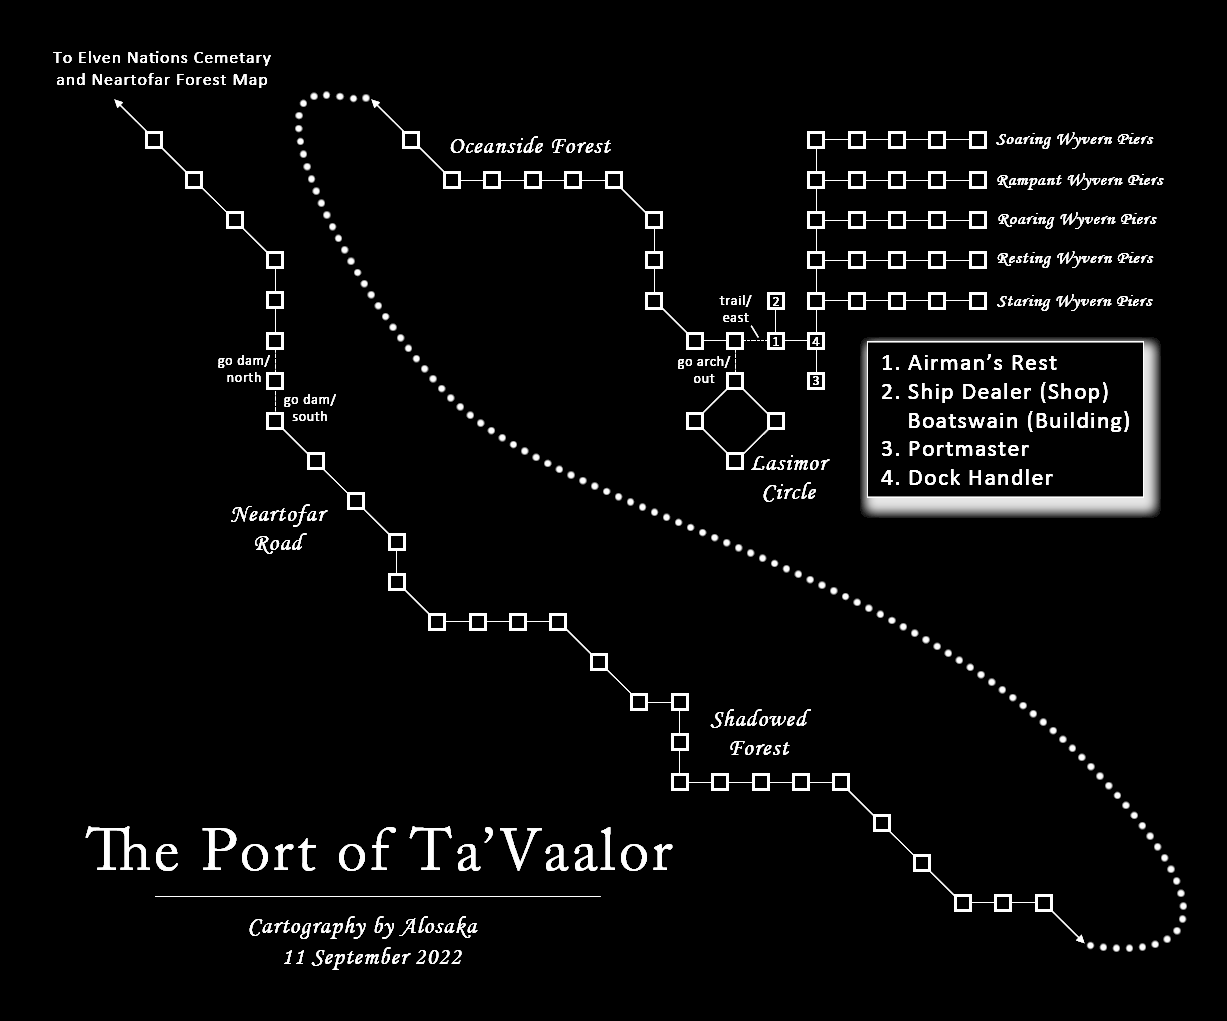 To Elven Nations Cemetary
and Neartofar Forest Map
Oceanside Forest
Soaring Wyvern Piers
Rampant Wyvern Piers
Roaring Wyvern Piers
Resting Wyvern Piers
Staring Wyvern Piers
trail/
east
2
1
4
3
go arch/
out
go dam/
north
go dam/
south
1. Airman's Rest
2. Ship Dealer (Shop)
Boatswain (Building)
3. Portmaster
4. Dock Handler
Lasimor
Circle
Neartofar
Road
Shadowed
Forest
The Port of Ta'Vaalor
Cartography by Alosaka
11 September 2022